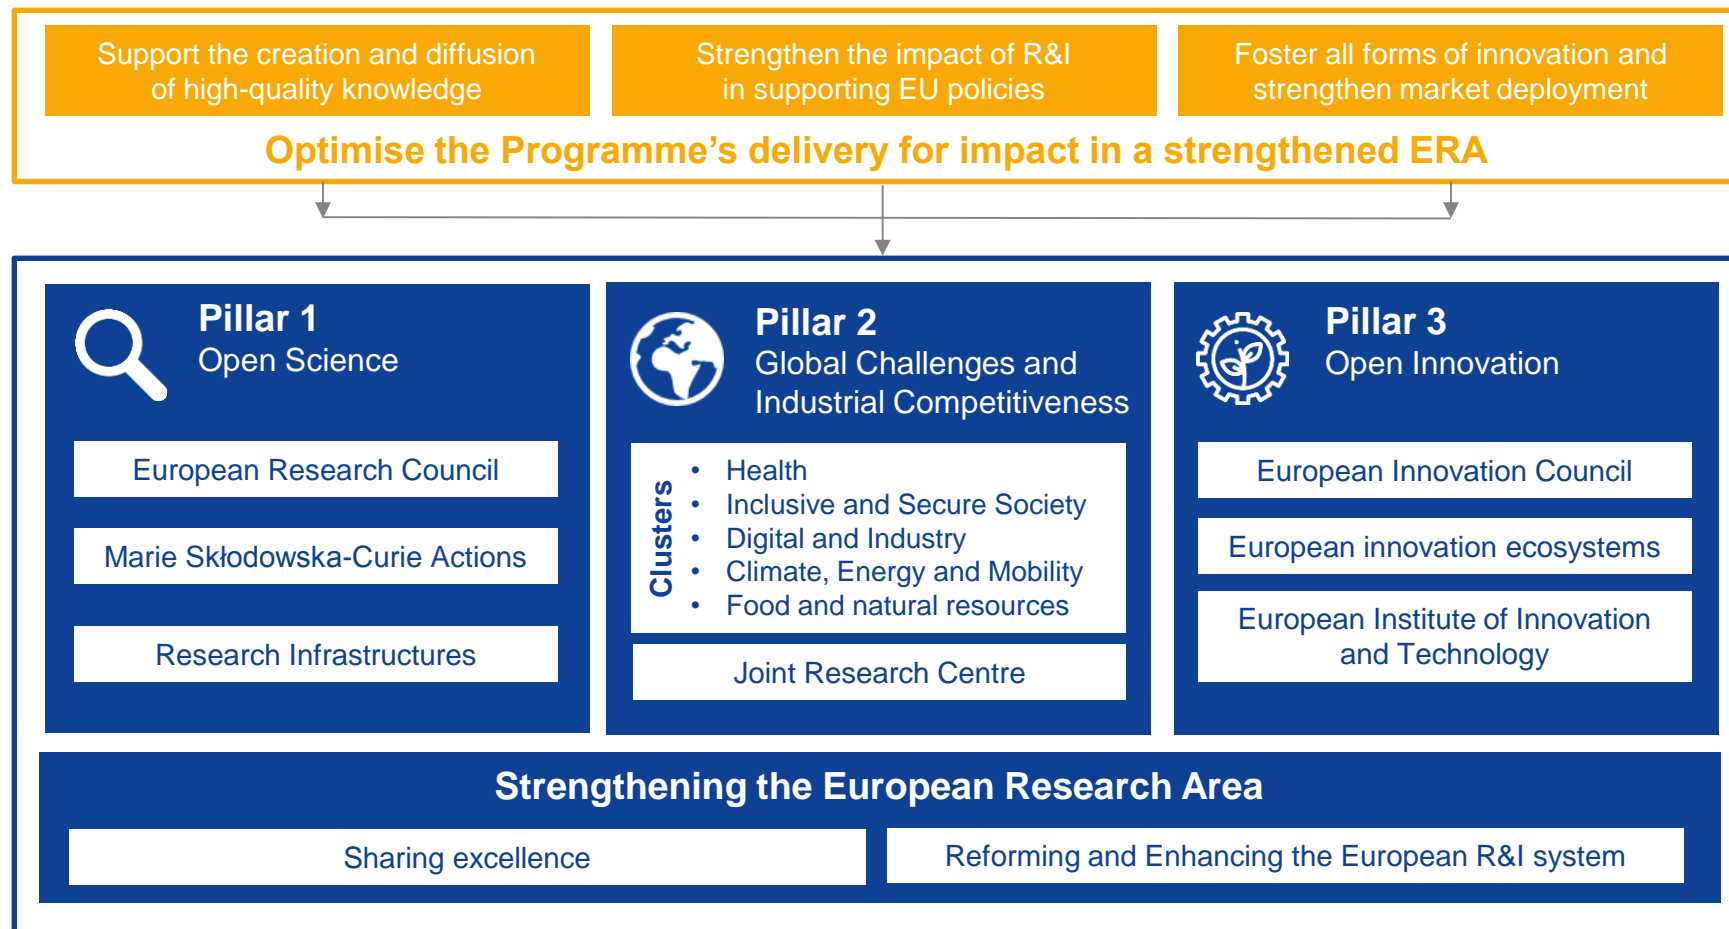 Support the creation and diffusion
of high-quality knowledge
Strengthen the impact of R&I
in supporting EU policies
Foster all forms of innovation and
strengthen market deployment
Optimise the Programme's delivery for impact in a strengthened ERA
Pillar 1
Open Science
European Research Council
Marie Skłodowska-Curie Actions
Research Infrastructures
Pillar 2
Global Challenges and
Industrial Competitiveness
Clusters
• Health
• Inclusive and Secure Society
• Digital and Industry
• Climate, Energy and Mobility
• Food and natural resources
Joint Research Centre
Pillar 3
Open Innovation
European Innovation Council
European innovation ecosystems
European Institute of Innovation
and Technology
Strengthening the European Research Area
Sharing excellence
Reforming and Enhancing the European R&I system